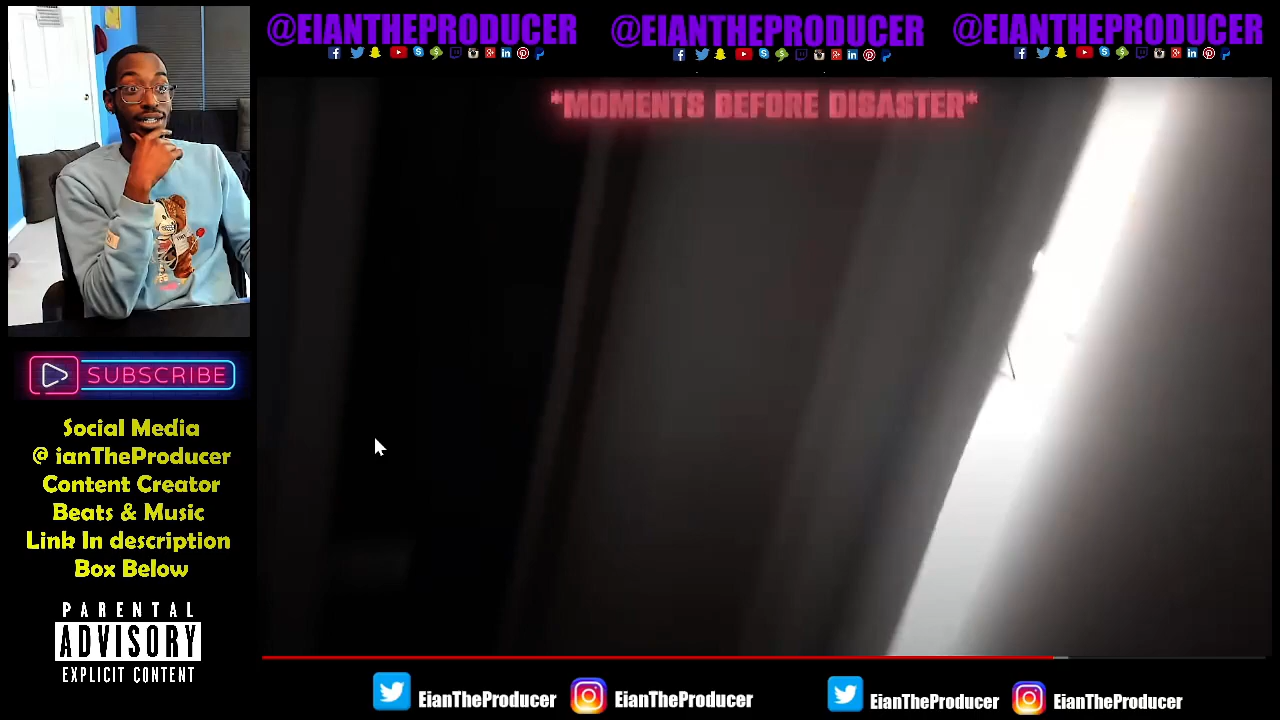 @EIANTHEPRODUCER @EIANTHEPRODUCER @EIANTHEPRODUCER
*MOMENTS BEFORE DISASTER*
SUBSCRIBE
Social Media
@ ianTheProducer
Content Creator
Beats & Music
Link In description
Box Below
PARENTAL
ADVISORY
EXPLICIT CONTENT
EianTheProducer EianTheProducer EianTheProducer EianTheProducer